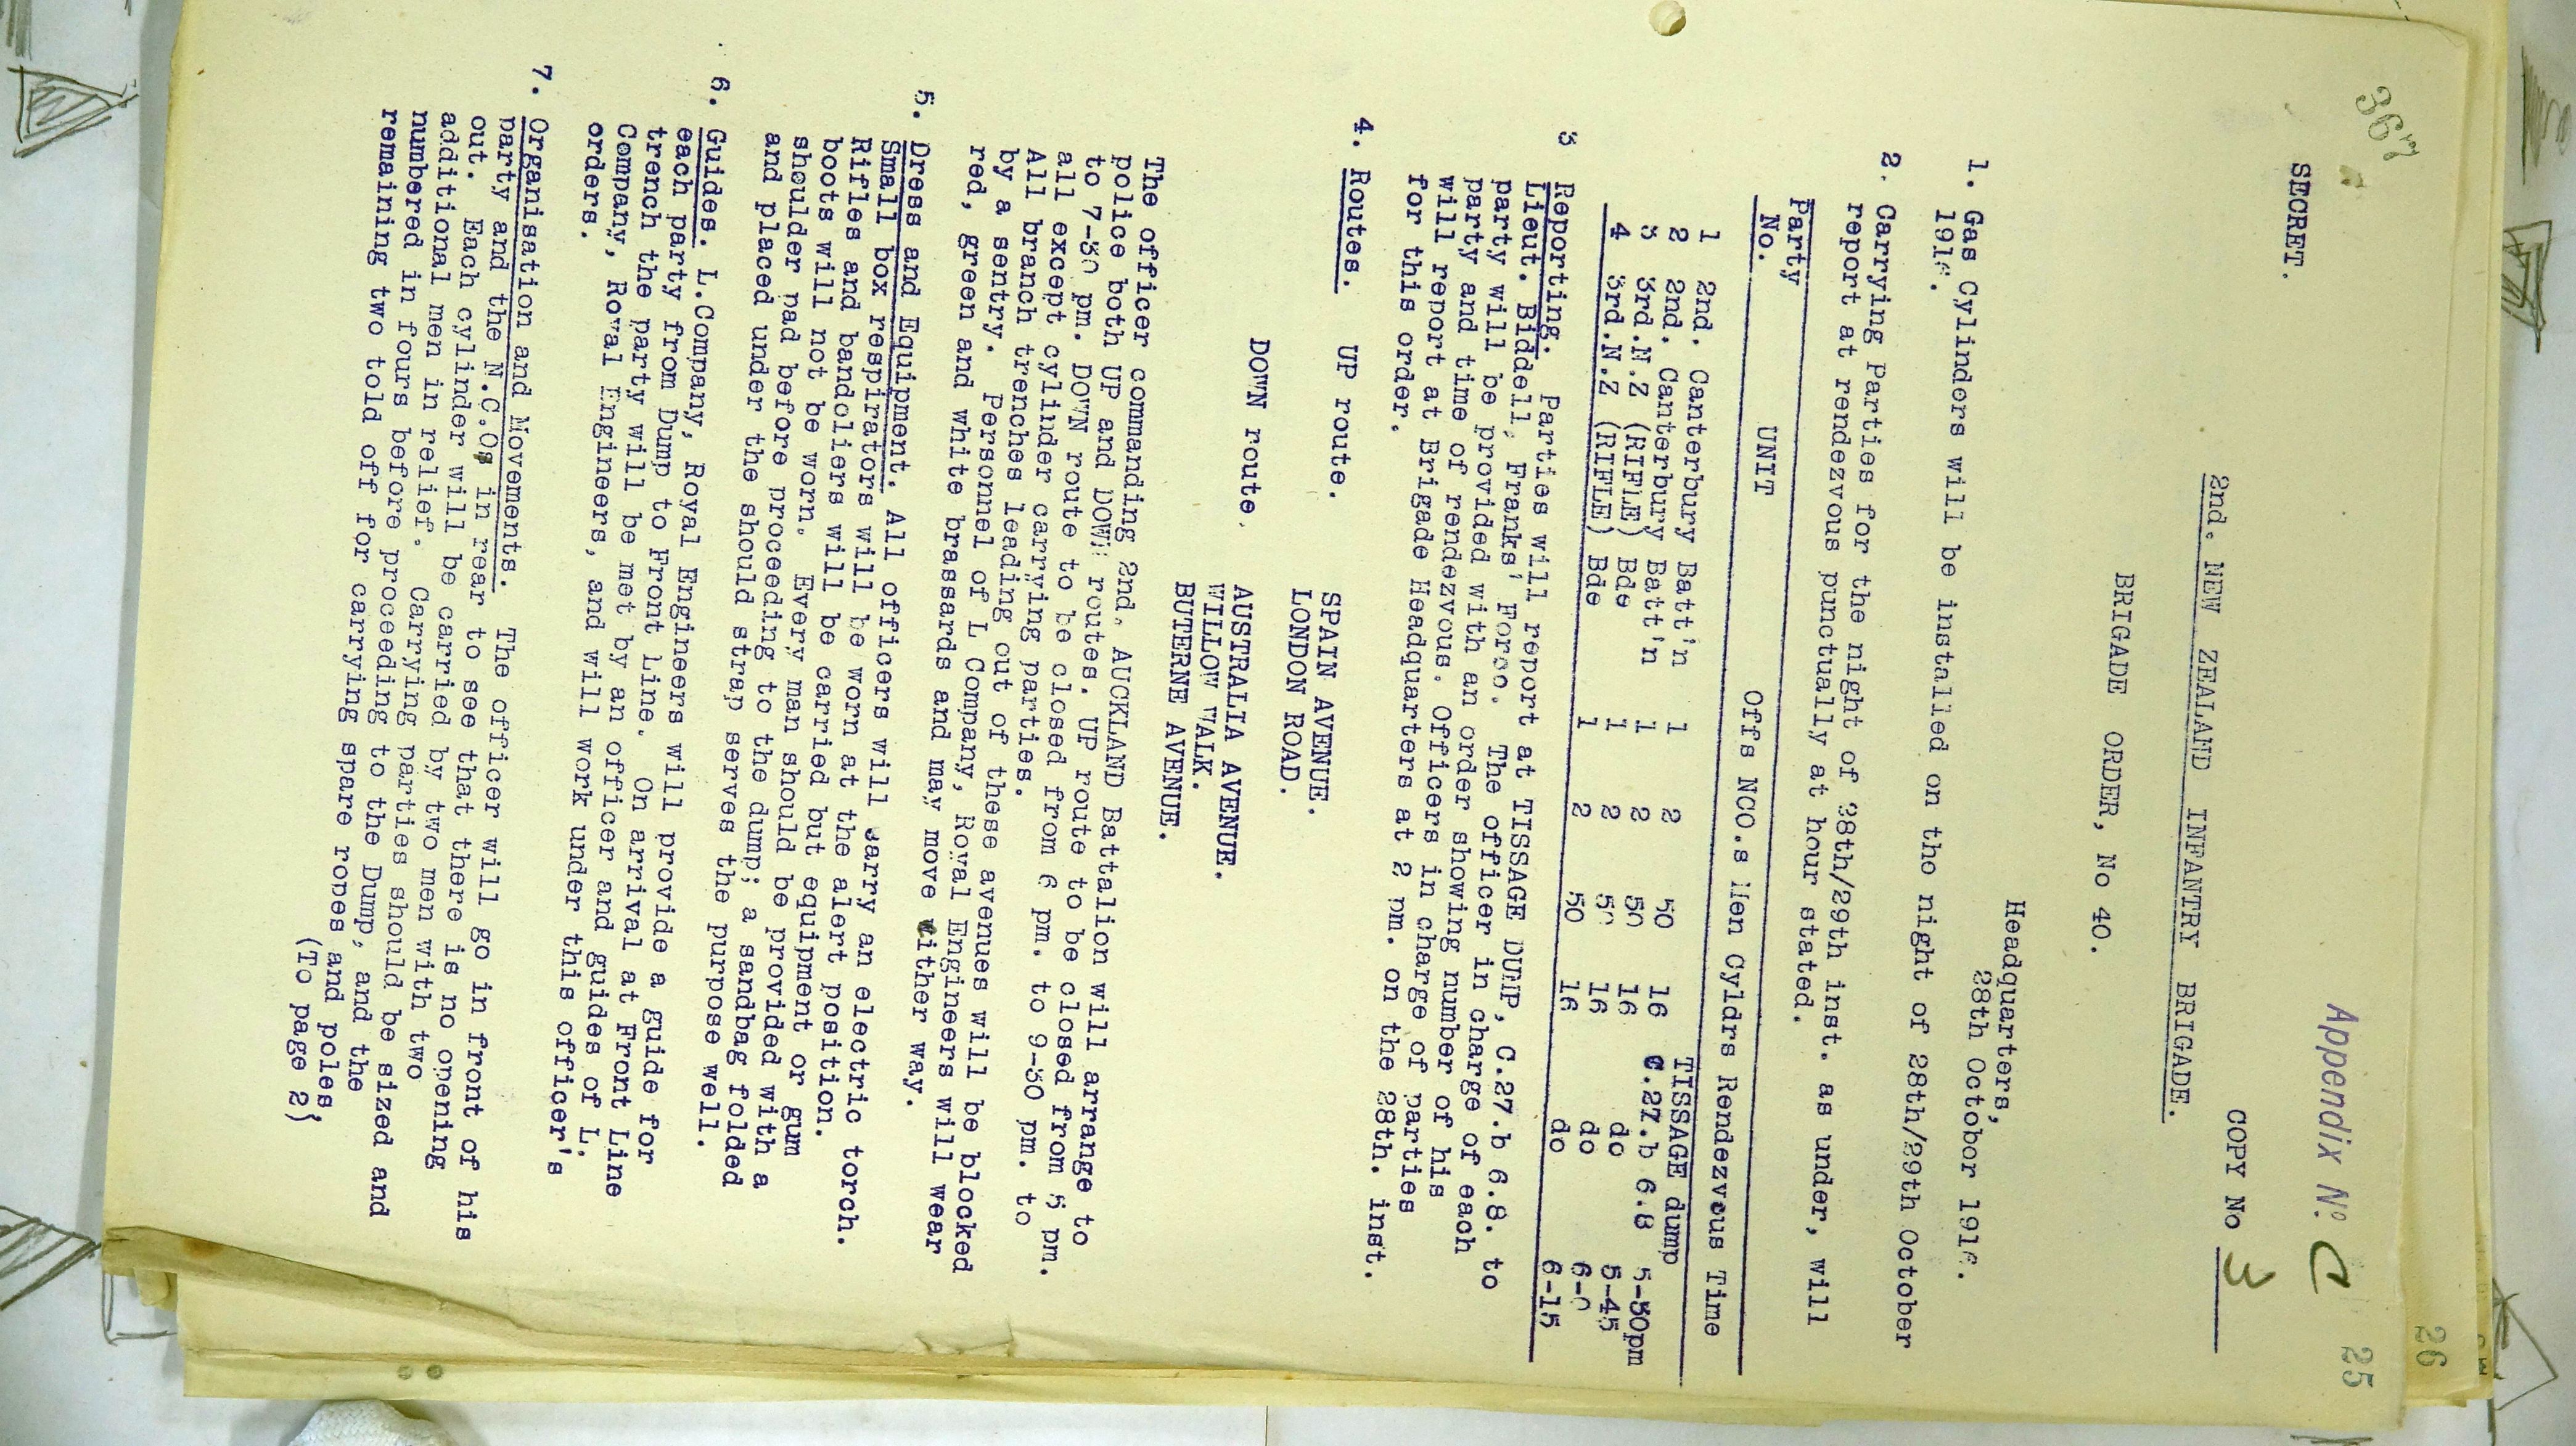 367
Appendix Nº C
25
26
SECRET.
COPY No 3
2nd. NEW ZEALAND INFANTRY BRIGADE.
BRIGADE ORDER, No 40.
Headquarters,
28th October 1916.
1. Gas Cylinders will be installed on tho night of 28th/29th October
1916.
2. Carrying Parties for the night of 28th/29th inst. as under, will
report at rendezvous punctually at hour stated.
Party No. UNIT Offs NCO.s Men Cyldrs Rendezvous Time
TISSAGE dump
1 2nd. Canterbury Batt'n 1 2 50 16 C.27.b 6.8 5-30pm
2 2nd. Canterbury Batt'n 1 2 50 16 do 5-45
3 3rd.N.Z (RIFLE) Bde 1 2 50 16 do 6-0
4 3rd.N.Z (RIFLE) Bde 1 2 50 16 do 6-15
3 Reporting. Parties will report at TISSAGE DUMP, C.27.b 6.8. to
Lieut. Biddell, Franks' Force. The officer in charge of each
party will be provided with an order showing number of his
party and time of rendezvous. Officers in charge of parties
will report at Brigade Headquarters at 2 pm. on the 28th. inst.
for this order.
4. Routes. UP route. SPAIN AVENUE.
LONDON ROAD.
DOWN route. AUSTRALIA AVENUE.
WILLOW WALK.
BUTERNE AVENUE.
The officer commanding 2nd. AUCKLAND Battalion will arrange to
police both UP and DOWN routes. UP route to be closed from 5 pm.
to 7-30 pm. DOWN route to be closed from 6 pm. to 9-30 pm. to
all except cylinder carrying parties.
All branch trenches leading out of these avenues will be blocked
by a sentry. Personnel of L Company, Royal Engineers will wear
red, green and white brassards and may move either way.
5. Dress and Equipment. All officers will carry an electric torch.
Small box respirators will be worn at the alert position.
Rifles and bandoliers will be carried but equipment or gum
boots will not be worn. Every man should be provided with a
shoulder pad before proceeding to the dump; a sandbag folded
and placed under the should strap serves the purpose well.
6. Guides. L.Company, Royal Engineers will provide a guide for
each party from Dump to Front Line. On arrival at Front Line
trench the party will be met by an officer and guides of L.
Company, Royal Engineers, and will work under this officer's
orders.
7. Organisation and Movements. The officer will go in front of his
party and the N.C.Os in rear to see that there is no opening
out. Each cylinder will be carried by two men with two
additional men in relief. Carrying parties should be sized and
numbered in fours before proceeding to the Dump, and the
remaining two told off for carrying spare ropes and poles,
(To page 2)